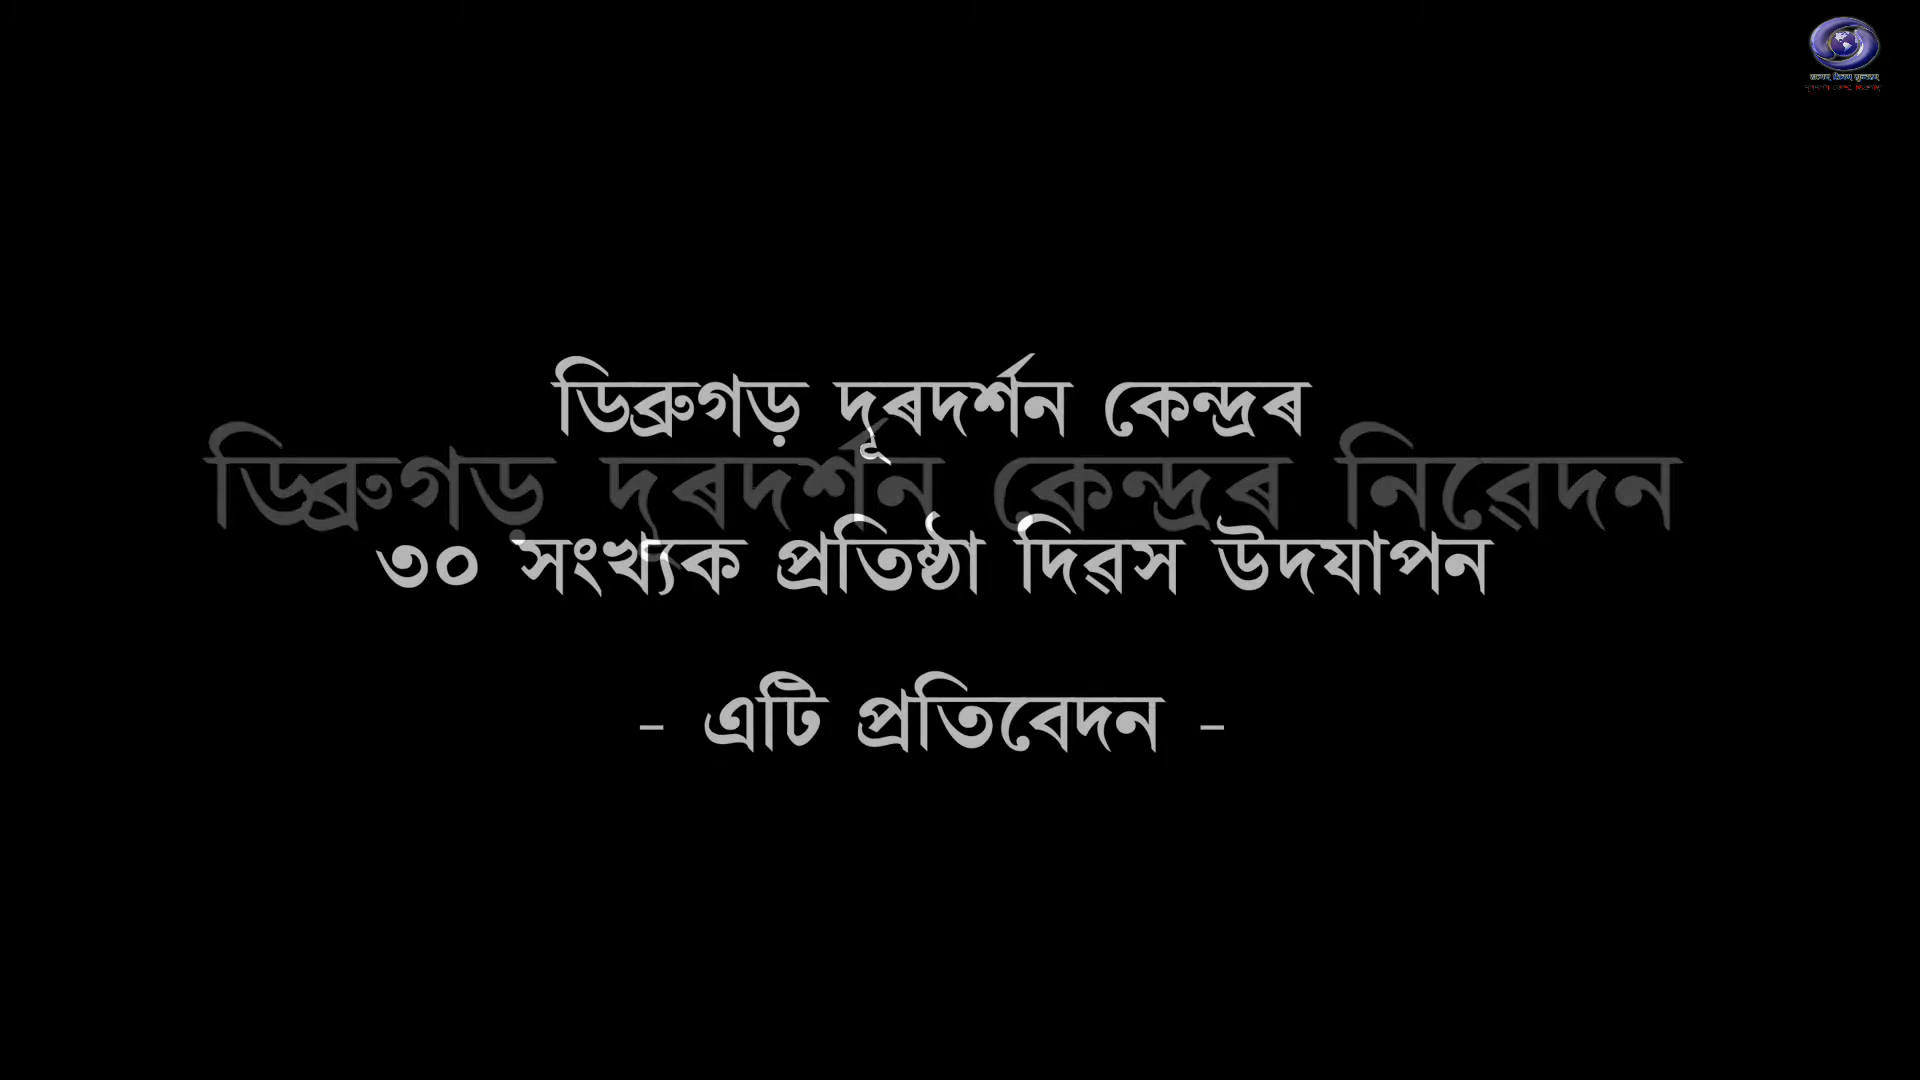 ডিব্ৰুগড় দূৰদৰ্শন কেন্দ্ৰৰ
ডিব্ৰুগড় দূৰদৰ্শন কেন্দ্ৰৰ নিৱেদন
৩০ সংখ্যক প্ৰতিষ্ঠা দিৱস উদযাপন
- এটি প্ৰতিবেদন -